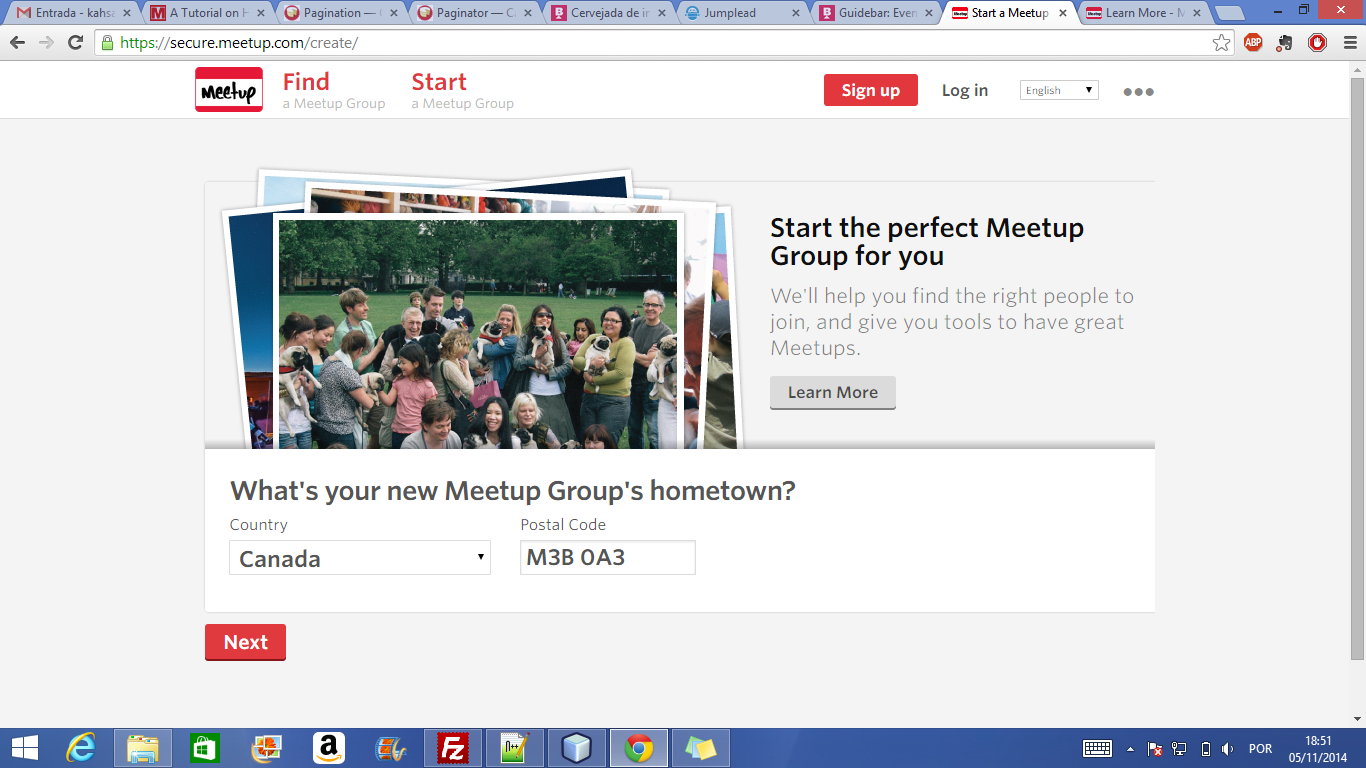 Entrada - kahsa
A Tutorial on H
Pagination — C
Paginator — Ca
Cervejada de in
Jumplead
Guidebar: Even
Start a Meetup
Learn More - M
https://secure.meetup.com/create/
ABP
Meetup
Find
a Meetup Group
Start
a Meetup Group
Sign up
Log in
English
Start the perfect Meetup
Group for you
We'll help you find the right people to
join, and give you tools to have great
Meetups.
Learn More
What's your new Meetup Group's hometown?
Country
Postal Code
Canada
M3B 0A3
Next
POR
18:51
05/11/2014